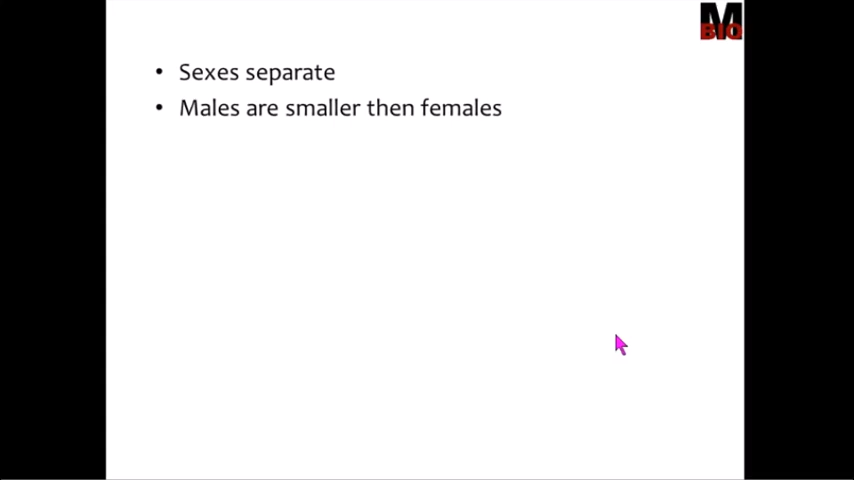 M
BIO
• Sexes separate
• Males are smaller then females